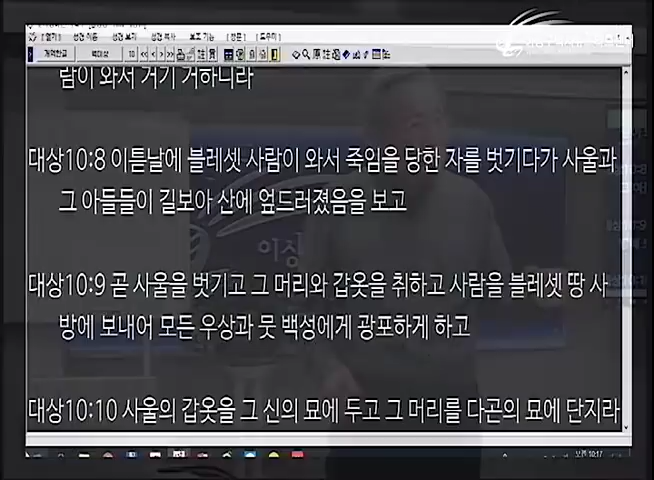 람이 와서 거기 거하니라
대상10:8 이튿날에 블레셋 사람이 와서 죽임을 당한 자를 벗기다가 사울과
그 아들들이 길보아 산에 엎드러졌음을 보고
이상
대상10:9 곧 사울을 벗기고 그 머리와 갑옷을 취하고 사람을 블레셋 땅 사
방에 보내어 모든 우상과 뭇 백성에게 광포하게 하고
대상10:10 사울의 갑옷을 그 신의 묘에 두고 그 머리를 다곤의 묘에 단지라
오전 10:17